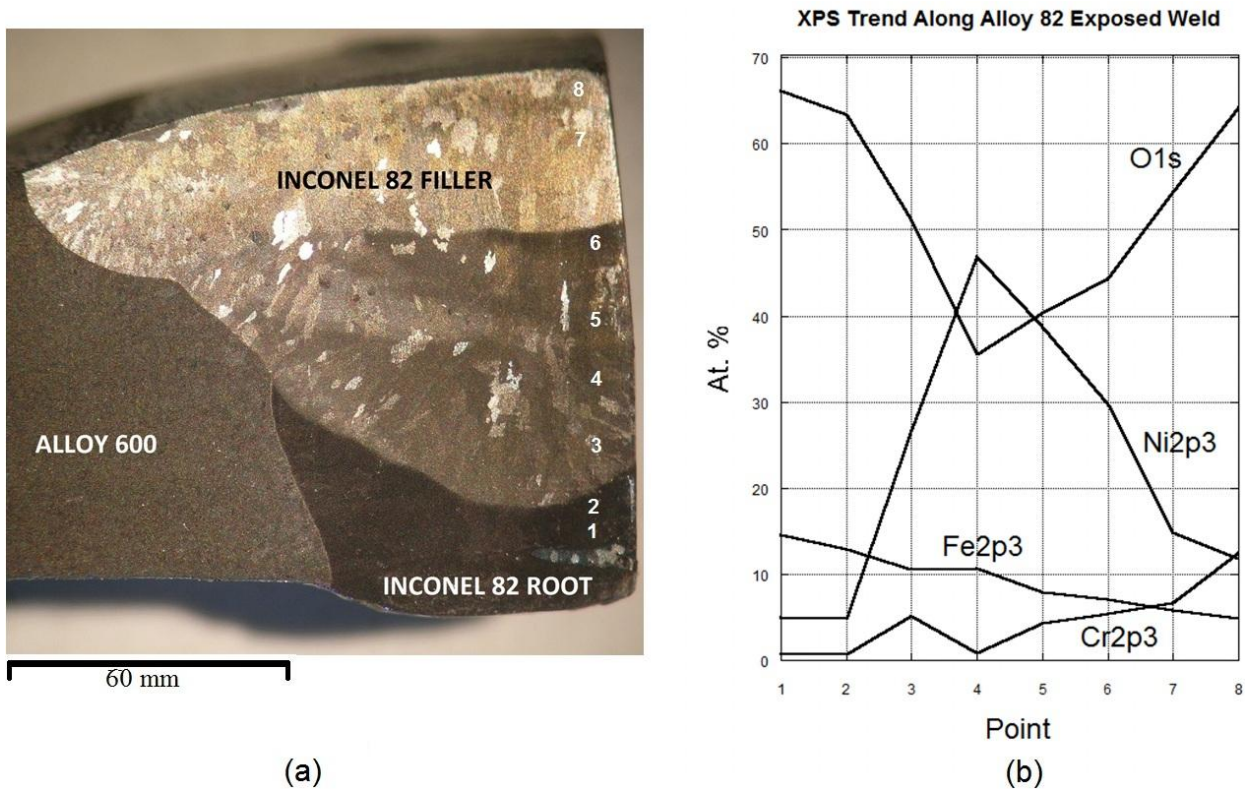 8
7
INCONEL 82 FILLER
6
5
4
ALLOY 600
3
2
1
INCONEL 82 ROOT
60 mm
(a)
XPS Trend Along Alloy 82 Exposed Weld
70
60
50
40
30
20
10
0
At. %
O1s
Ni2p3
Fe2p3
Cr2p3
1 2 3 4 5 6 7 8
Point
(b)